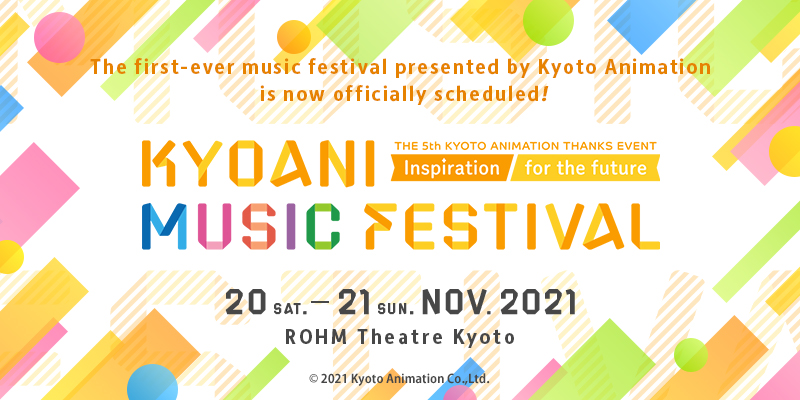 The first-ever music festival presented by Kyoto Animation
is now officially scheduled!
KYOANI
THE 5th KYOTO ANIMATION THANKS EVENT
Inspiration for the future
MUSIC FESTIVAL
20 SAT. – 21 SUN. NOV. 2021
ROHM Theatre Kyoto
© 2021 Kyoto Animation Co.,Ltd.